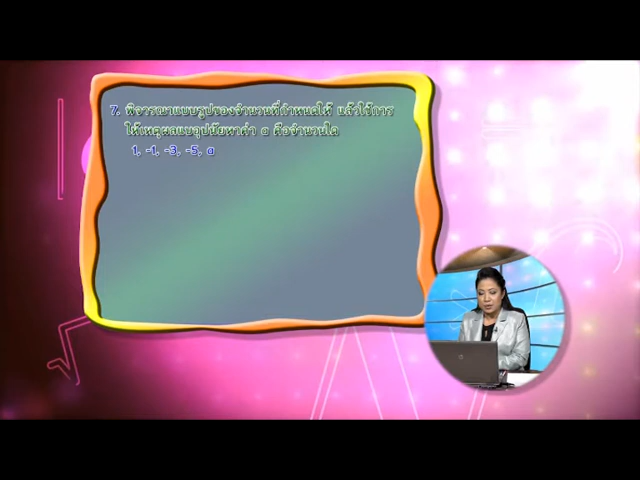 7. พิจารณาแบบรูปของจำนวนที่กำหนดให้ แล้วใช้การ
ให้เหตุผลแบบอุปนัยหาค่า a คือจำนวนใด
1, -1, -3, -5, a